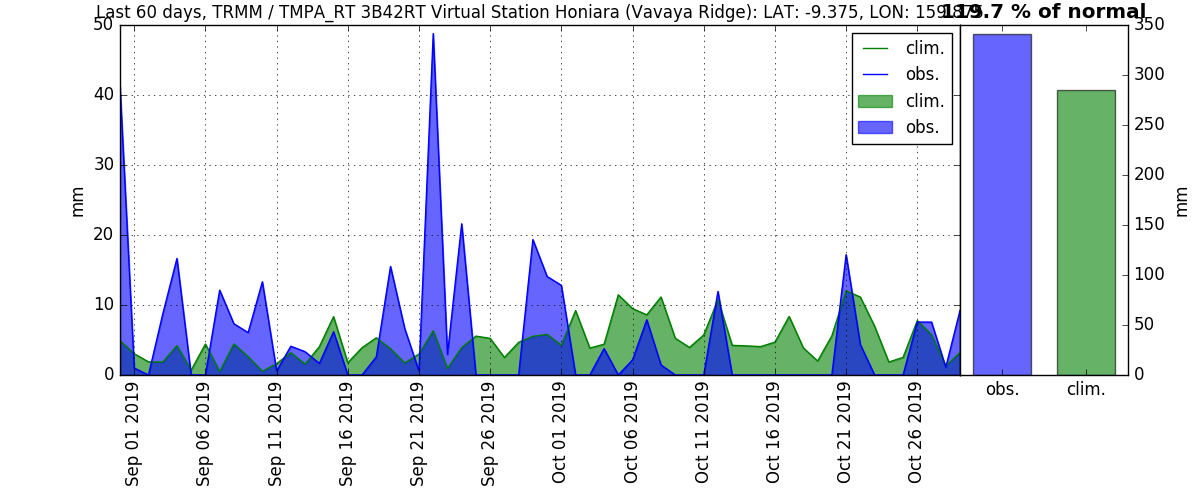 Last 60 days, TRMM / TMPA_RT 3B42RT Virtual Station Honiara (Vavaya Ridge): LAT: -9.375, LON:
119.7 % of normal
50
40
30
20
10
0
mm
clim.
obs.
clim.
obs.
350
300
250
200
150
100
50
0
mm
obs.
clim.
Sep 01 2019
Sep 06 2019
Sep 11 2019
Sep 16 2019
Sep 21 2019
Sep 26 2019
Oct 01 2019
Oct 06 2019
Oct 11 2019
Oct 16 2019
Oct 21 2019
Oct 26 2019